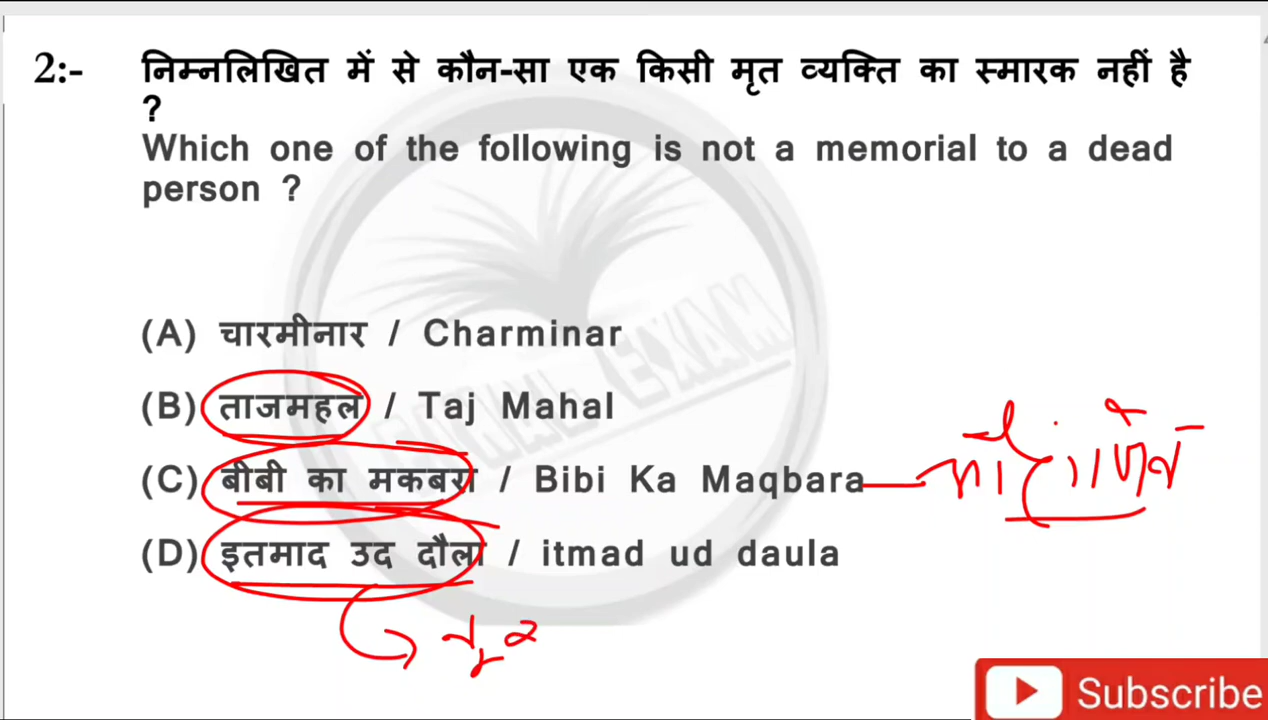 2:- निम्नलिखित में से कौन-सा एक किसी मृत व्यक्ति का स्मारक नहीं है
?
Which one of the following is not a memorial to a dead
person ?
(A) चारमीनार / Charminar
(B) ताजमहल / Taj Mahal
(C) बीबी का मकबरा / Bibi Ka Maqbara
(D) इतमाद उद दौला / itmad ud daula
EXAM
Subscribe